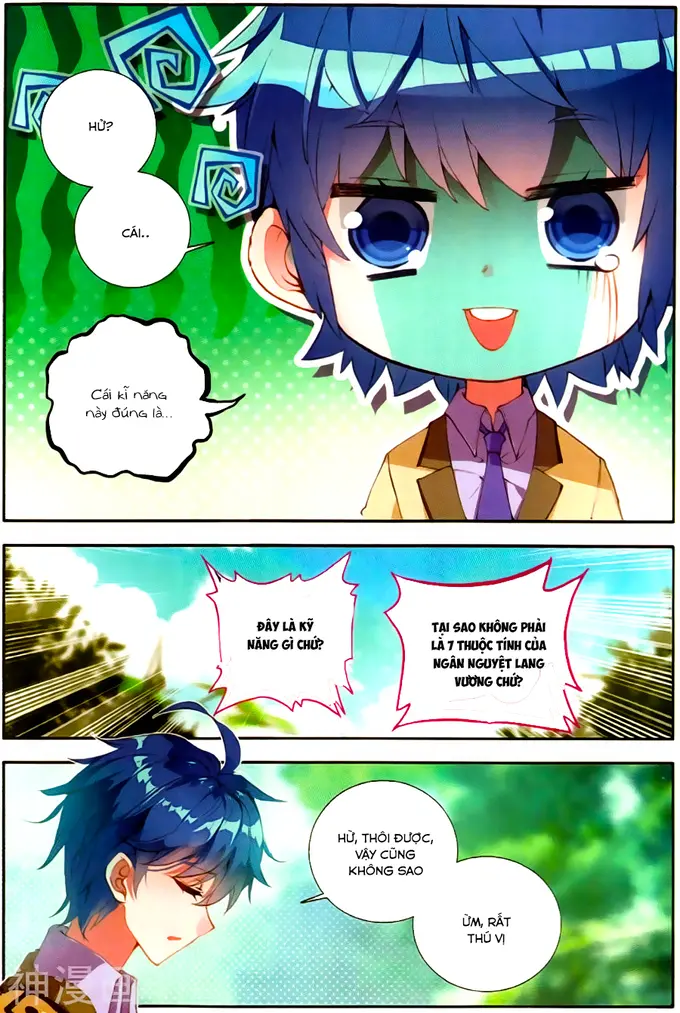 HỬ?
CÁI..
Cái kĩ năng
này đúng là...
ĐÂY LÀ KỸ
NĂNG GÌ CHỨ?
TẠI SAO KHÔNG PHẢI
LÀ 7 THUỘC TÍNH CỦA
NGÂN NGUYỆT LANG
VƯƠNG CHỨ?
HỪ, THÔI ĐƯỢC,
VẬY CŨNG
KHÔNG SAO
ỪM, RẤT
THÚ VỊ
神漫画